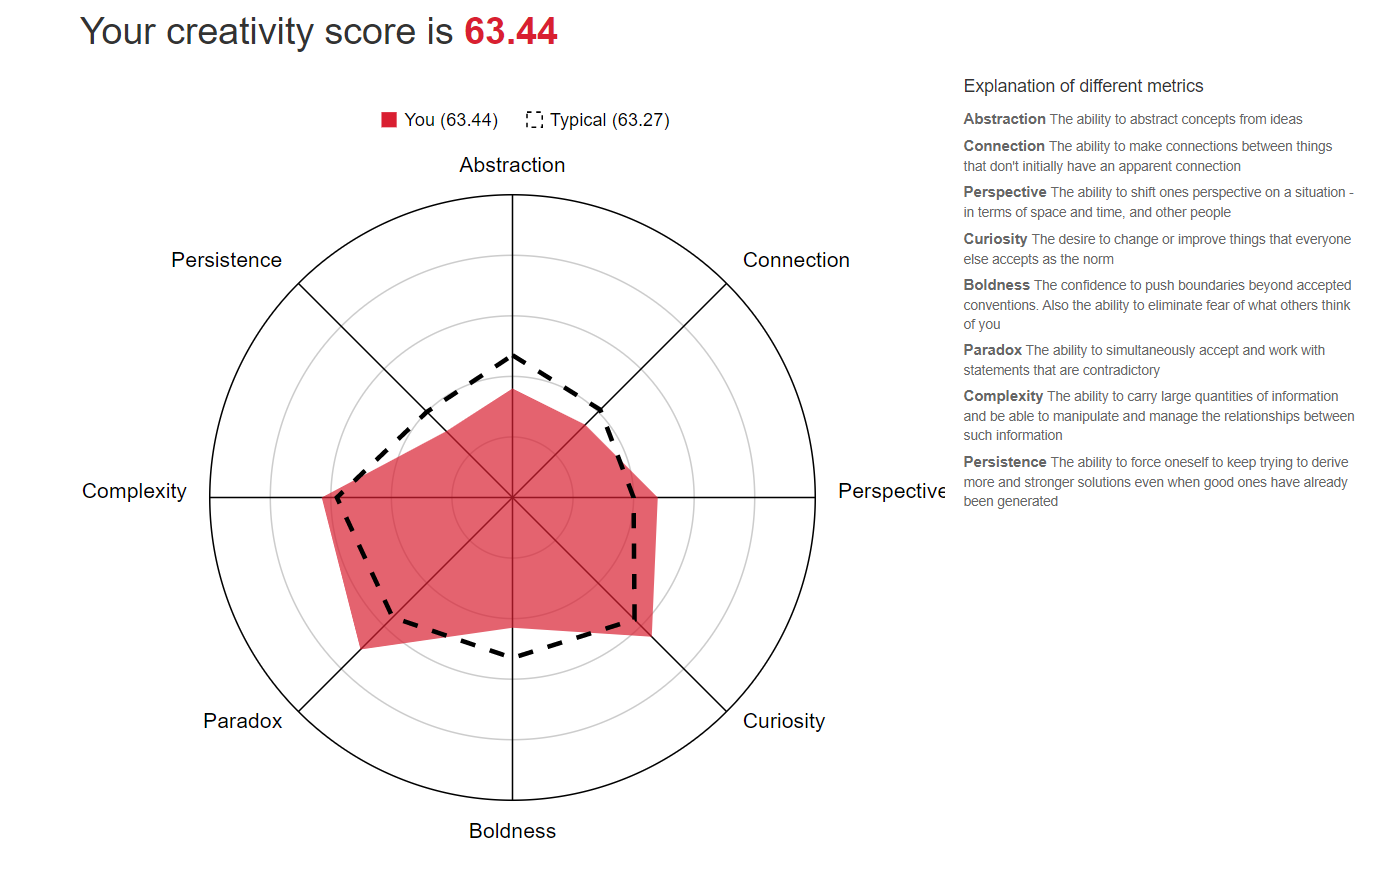 Your creativity score is 63.44
You (63.44)
Typical (63.27)
Abstraction
Persistence
Connection
Complexity
Perspective
Paradox
Curiosity
Boldness
Explanation of different metrics
Abstraction The ability to abstract concepts from ideas
Connection The ability to make connections between things
that don't initially have an apparent connection
Perspective The ability to shift ones perspective on a situation -
in terms of space and time, and other people
Curiosity The desire to change or improve things that everyone
else accepts as the norm
Boldness The confidence to push boundaries beyond accepted
conventions. Also the ability to eliminate fear of what others think
of you
Paradox The ability to simultaneously accept and work with
statements that are contradictory
Complexity The ability to carry large quantities of information
and be able to manipulate and manage the relationships between
such information
Persistence The ability to force oneself to keep trying to derive
more and stronger solutions even when good ones have already
been generated